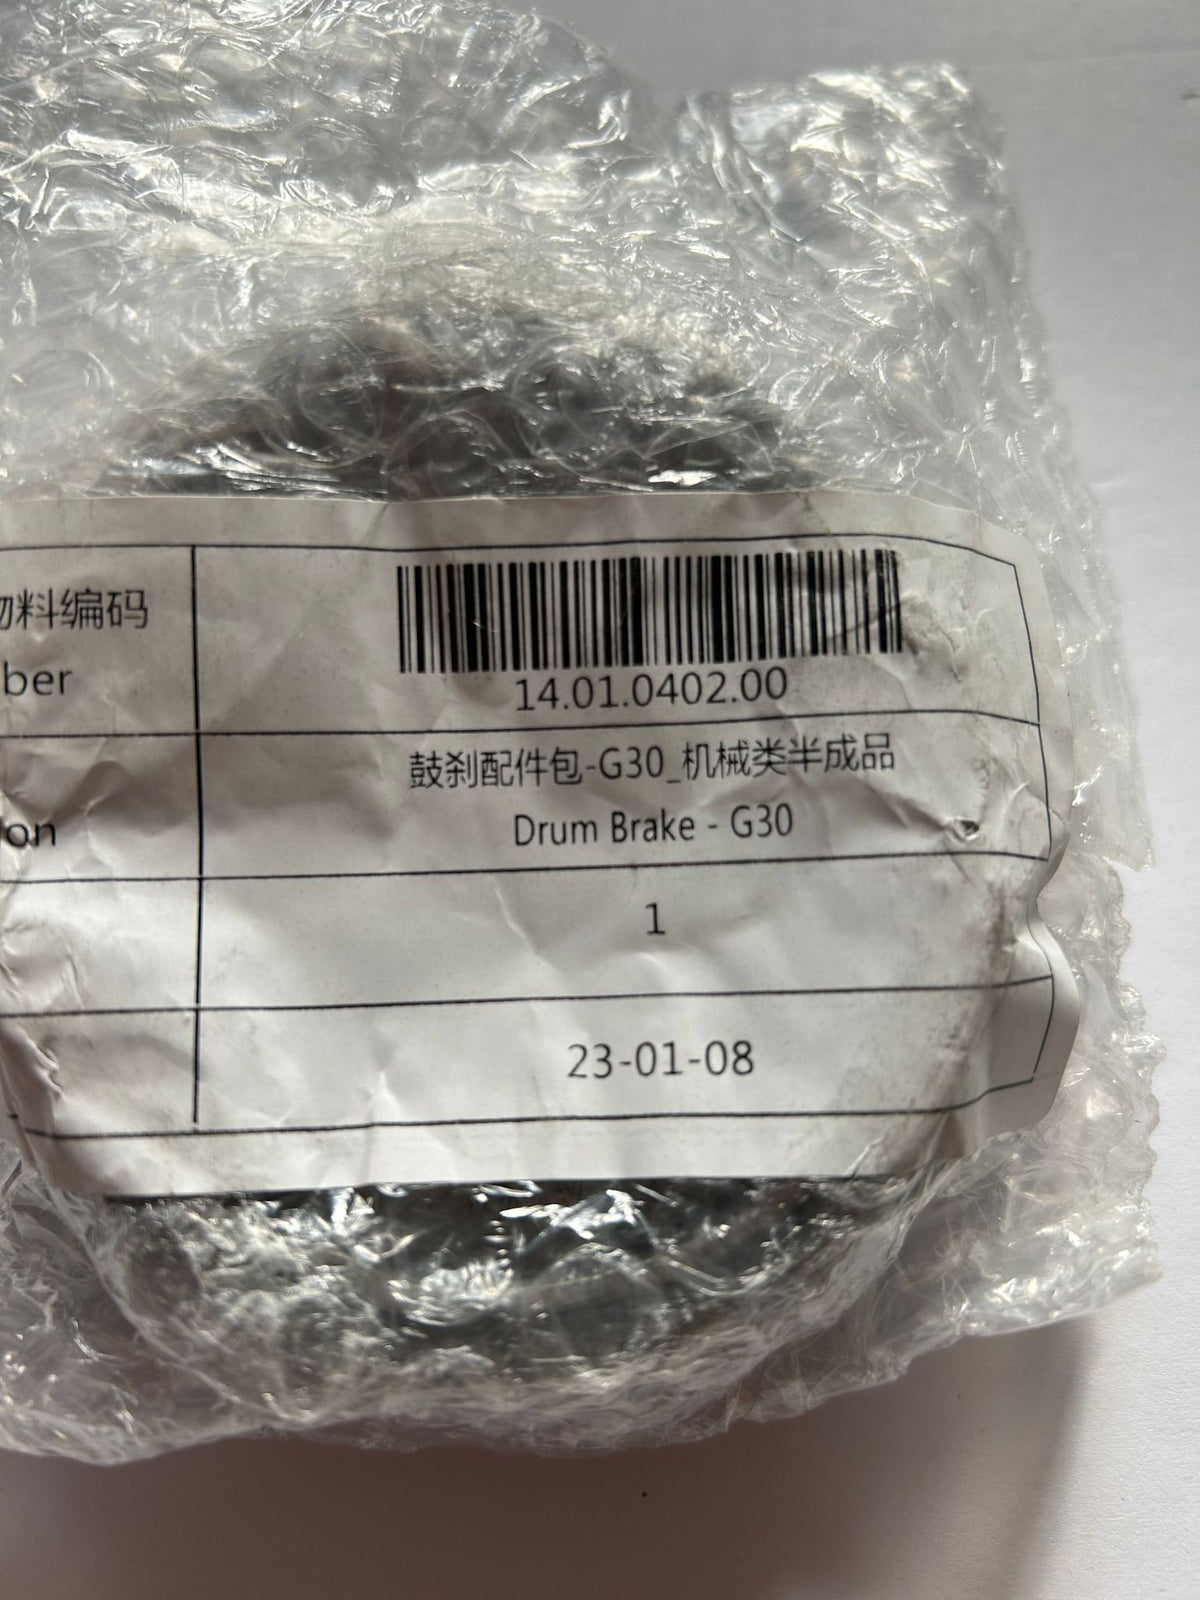 物料编码
ber
14.01.0402.00
鼓刹配件包-G30_机械类半成品
Drum Brake - G30
ion
1
23-01-08